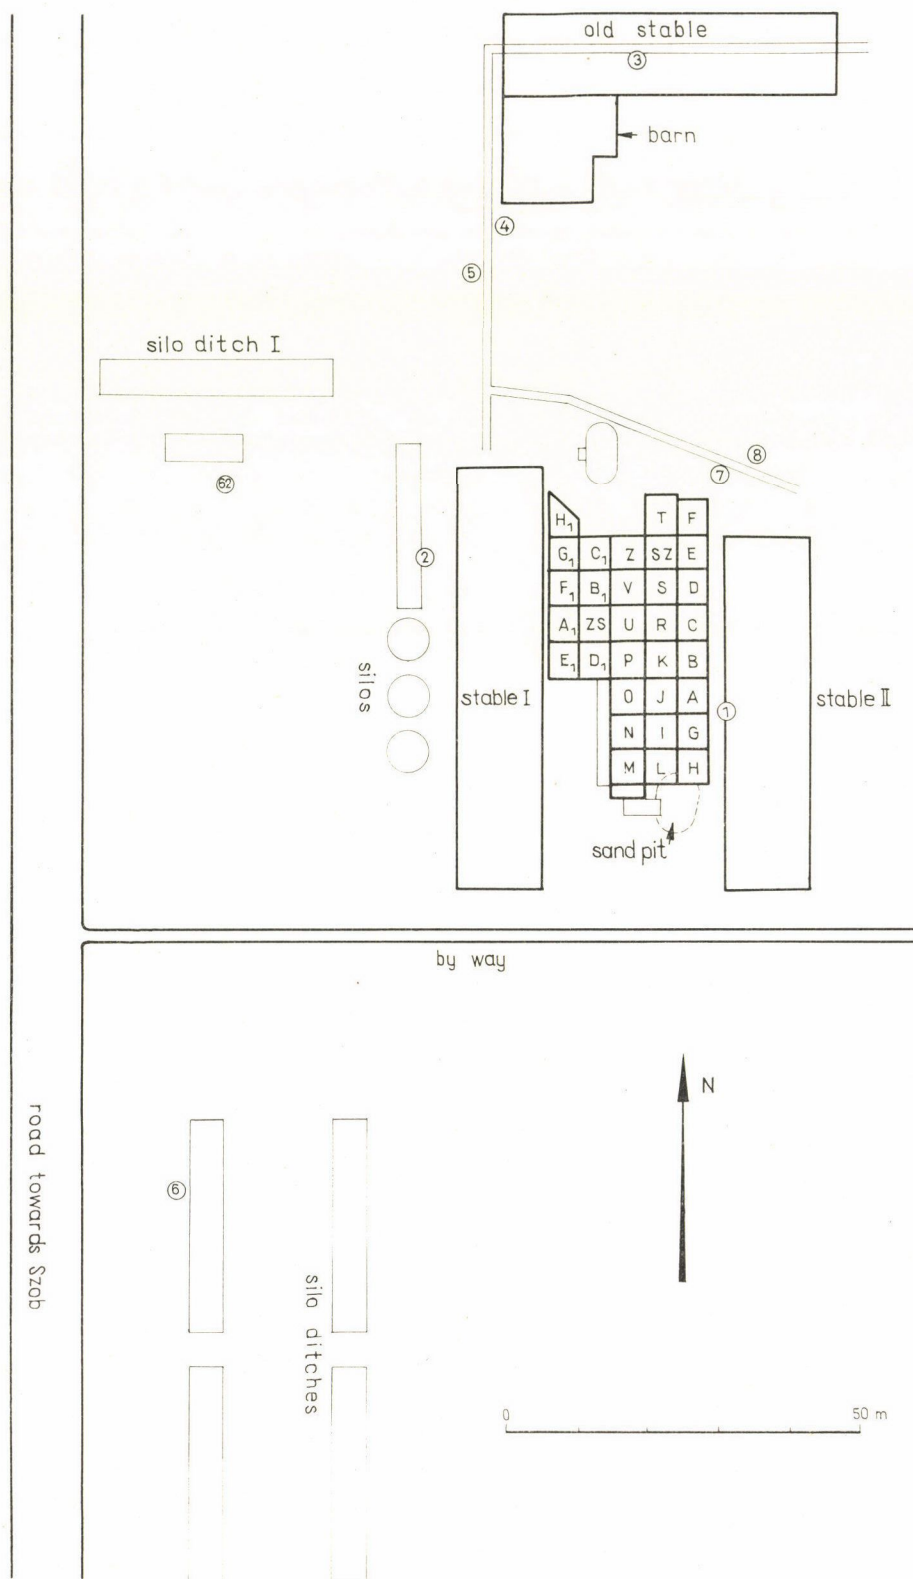 old stable
③
barn
④
⑤
silo ditch I
⑧
⑦
62
H₁ T F
G₁ C₁ Z SZ E
②
F₁ B₁ V S D
A₁ ZS U R C
E₁ D₁ P K B
silos
stable I
O J A
①
stable II
N I G
M L H
sand pit
by way
N
road towards Szob
⑥
silo ditches
0 50 m